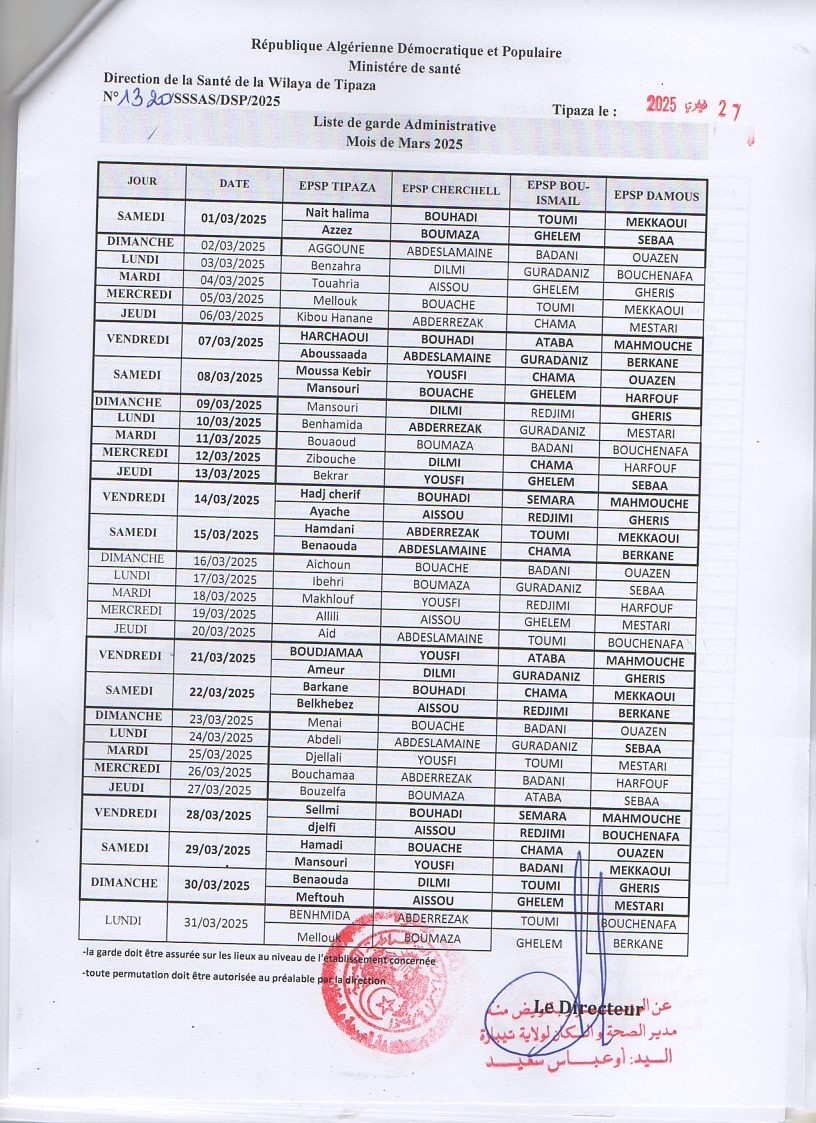 République Algérienne Démocratique et Populaire
Ministére de santé
Direction de la Santé de la Wilaya de Tipaza
N°1320/SSSAS/DSP/2025
Tipaza le : 2025 27
Liste de garde Administrative
Mois de Mars 2025
JOUR DATE EPSP TIPAZA EPSP CHERCHELL EPSP BOU-ISMAIL EPSP DAMOUS
SAMEDI 01/03/2025 Nait halima BOUHADI TOUMI MEKKAOUI
Azzez BOUMAZA GHELEM SEBAA
DIMANCHE 02/03/2025 AGGOUNE ABDESLAMAINE BADANI OUAZEN
LUNDI 03/03/2025 Benzahra DILMI GURADANIZ BOUCHENAFA
MARDI 04/03/2025 Touahria AISSOU GHELEM GHERIS
MERCREDI 05/03/2025 Mellouk BOUACHE TOUMI MEKKAOUI
JEUDI 06/03/2025 Kibou Hanane ABDERREZAK CHAMA MESTARI
VENDREDI 07/03/2025 HARCHAOUI BOUHADI ATABA MAHMOUCHE
Aboussaada ABDESLAMAINE GURADANIZ BERKANE
SAMEDI 08/03/2025 Moussa Kebir YOUSFI CHAMA OUAZEN
Mansouri BOUACHE GHELEM HARFOUF
DIMANCHE 09/03/2025 Mansouri DILMI REDJIMI GHERIS
LUNDI 10/03/2025 Benhamida ABDERREZAK GURADANIZ MESTARI
MARDI 11/03/2025 Bouaoud BOUMAZA BADANI BOUCHENAFA
MERCREDI 12/03/2025 Zibouche DILMI CHAMA HARFOUF
JEUDI 13/03/2025 Bekrar YOUSFI GHELEM SEBAA
VENDREDI 14/03/2025 Hadj cherif BOUHADI SEMARA MAHMOUCHE
Ayache AISSOU REDJIMI GHERIS
SAMEDI 15/03/2025 Hamdani ABDERREZAK TOUMI MEKKAOUI
Benaouda ABDESLAMAINE CHAMA BERKANE
DIMANCHE 16/03/2025 Aichoun BOUACHE BADANI OUAZEN
LUNDI 17/03/2025 Ibehri BOUMAZA GURADANIZ SEBAA
MARDI 18/03/2025 Makhlouf YOUSFI REDJIMI HARFOUF
MERCREDI 19/03/2025 Allili AISSOU GHELEM MESTARI
JEUDI 20/03/2025 Aid ABDESLAMAINE TOUMI BOUCHENAFA
VENDREDI 21/03/2025 BOUDJAMAA YOUSFI ATABA MAHMOUCHE
Ameur DILMI GURADANIZ GHERIS
SAMEDI 22/03/2025 Barkane BOUHADI CHAMA MEKKAOUI
Belkhebez AISSOU REDJIMI BERKANE
DIMANCHE 23/03/2025 Menai BOUACHE BADANI OUAZEN
LUNDI 24/03/2025 Abdeli ABDESLAMAINE GURADANIZ SEBAA
MARDI 25/03/2025 Djellali YOUSFI TOUMI MESTARI
MERCREDI 26/03/2025 Bouchamaa ABDERREZAK BADANI HARFOUF
JEUDI 27/03/2025 Bouzelfa BOUMAZA ATABA SEBAA
VENDREDI 28/03/2025 Sellmi BOUHADI SEMARA MAHMOUCHE
djelfi AISSOU REDJIMI BOUCHENAFA
SAMEDI 29/03/2025 Hamadi BOUACHE CHAMA OUAZEN
Mansouri YOUSFI BADANI MEKKAOUI
DIMANCHE 30/03/2025 Benaouda DILMI TOUMI GHERIS
Meftouh AISSOU GHELEM MESTARI
LUNDI 31/03/2025 BENHMIDA ABDERREZAK TOUMI BOUCHENAFA
Mellouk BOUMAZA GHELEM BERKANE
-la garde doit être assurée sur les lieux au niveau de l'établissement concernée
-toute permutation doit être autorisée au préalable par la direction
Le Directeur
مدير الصحة و السكان لولاية تيبازة
السيد: أوعباس سعيد